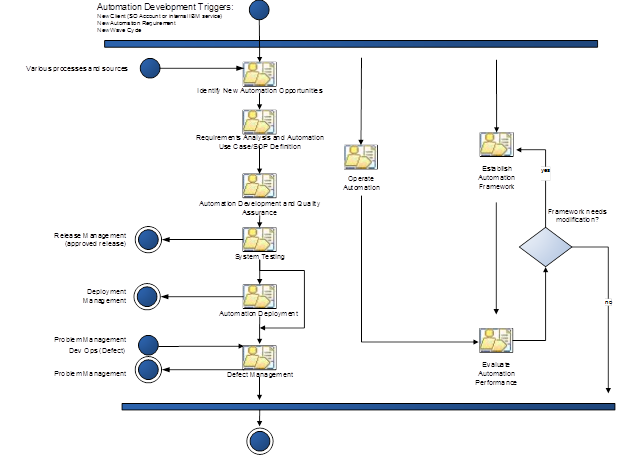 Automation Development Triggers:
New Client (SO Account or internal IBM service)
New Automation Requirement
New Wave Cycle
Various processes and sources
Identify New Automation Opportunities
Requirements Analysis and Automation
Use Case/SOP Definition
Operate
Automation
Establish
Automation
Framework
yes
Automation Development and Quality
Assurance
Framework needs
modification?
Release Management
(approved release)
System Testing
Deployment
Management
no
Automation Deployment
Problem Management
Dev Ops (Defect)
Problem Management
Defect Management
Evaluate
Automation
Performance